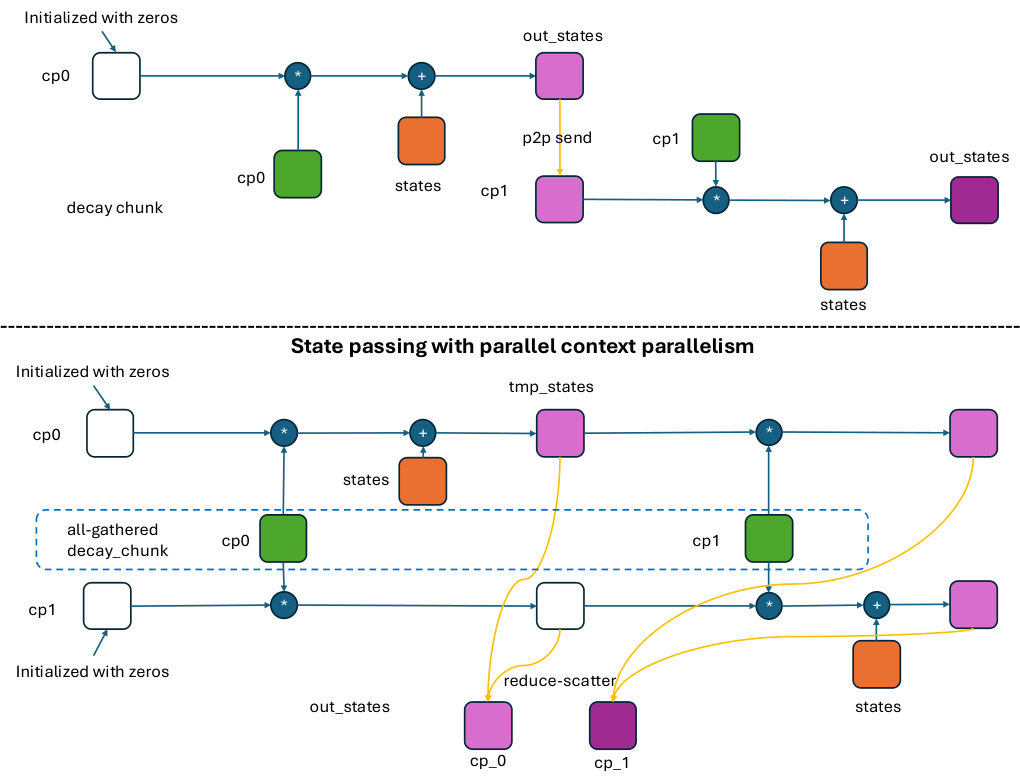 Initialized with zeros
out_states
cp0
*
+
p2p send
cp1
out_states
cp0
states
cp1
decay chunk
*
+
states
State passing with parallel context parallelism
Initialized with zeros
tmp_states
cp0
*
+
*
states
all-gathered
decay_chunk
cp0
cp1
cp1
*
*
+
Initialized with zeros
reduce-scatter
out_states
states
cp_0
cp_1